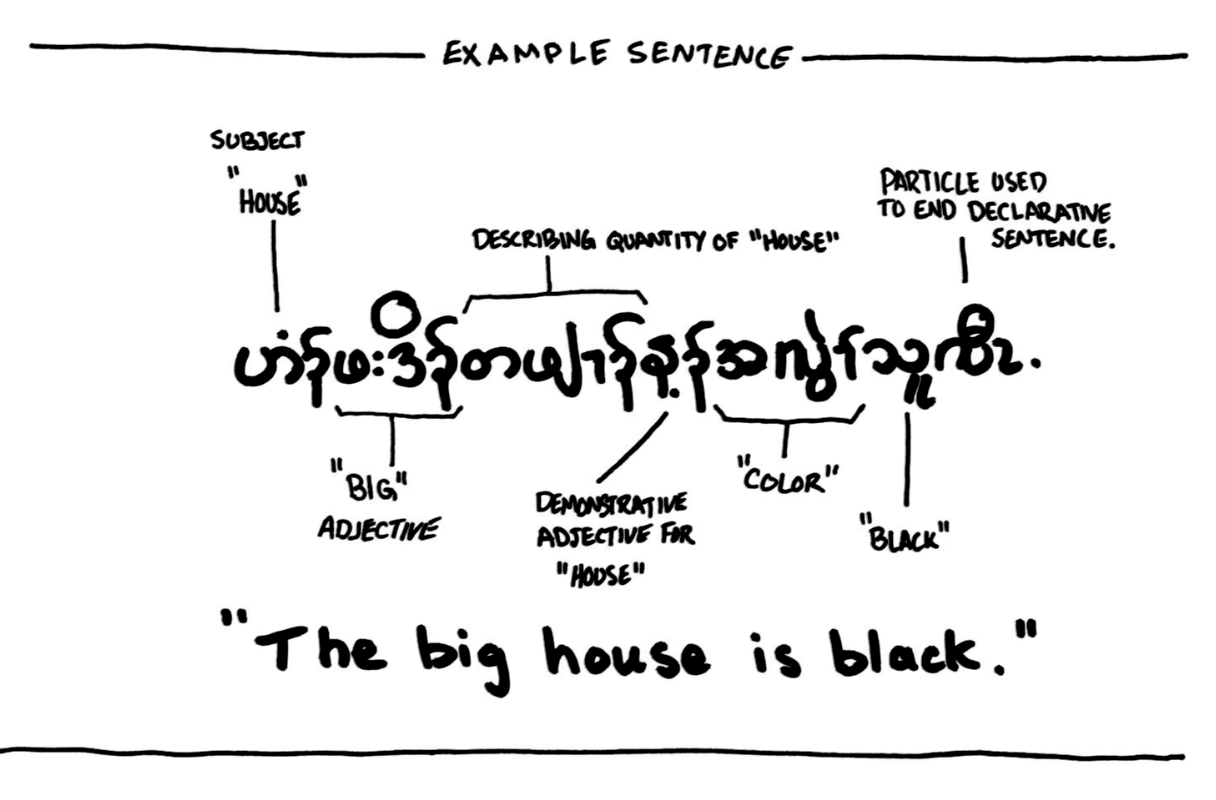 EXAMPLE SENTENCE
SUBJECT
"HOUSE"
PARTICLE USED
TO END DECLARATIVE
SENTENCE.
DESCRIBING QUANTITY OF "HOUSE"
ဟံၣ်ဖးဒိၣ်တဖျၢၣ်န့ၣ်အလွဲၢ်သူလီၤ.
"BIG"
ADJECTIVE
DEMONSTRATIVE
ADJECTIVE FOR
"HOUSE"
"COLOR"
"BLACK"
"The big house is black."